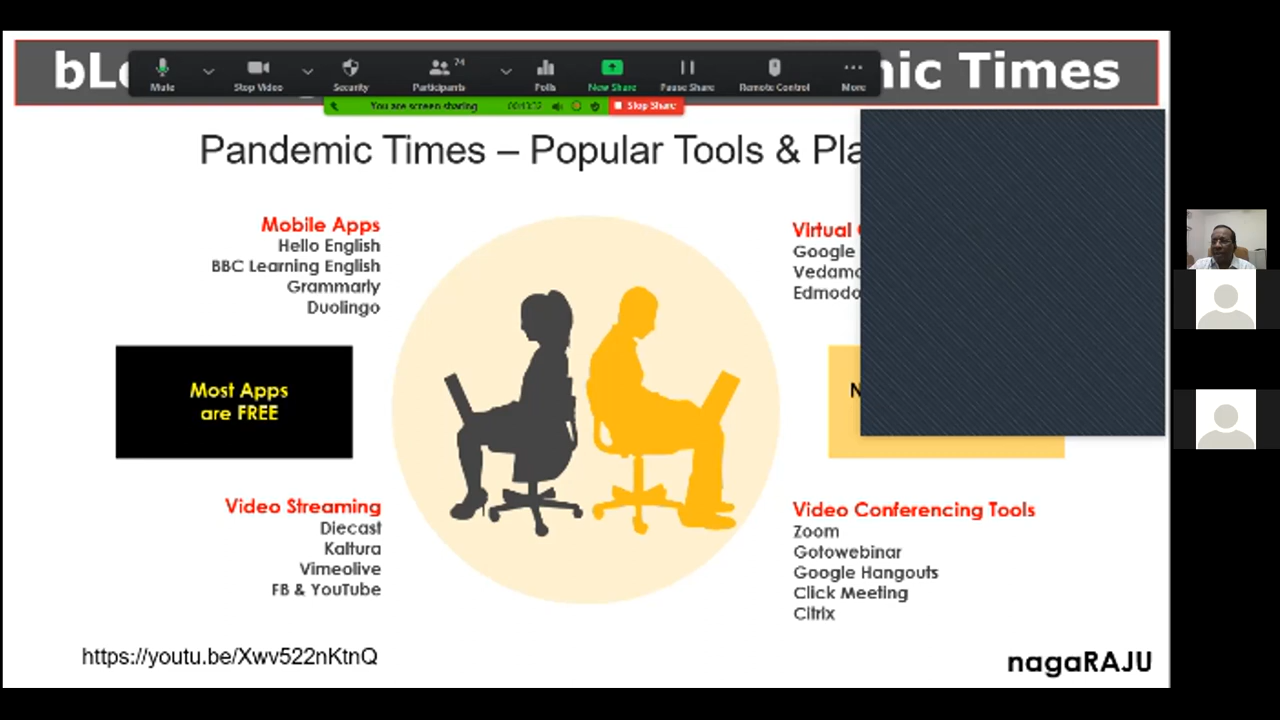 bL
nic Times
74
Mute
Stop Video
Security
Participants
Polls
New Share
Pause Share
Remote Control
More
You are screen sharing
Stop Share
Pandemic Times – Popular Tools & Pla
Mobile Apps
Hello English
BBC Learning English
Grammarly
Duolingo
Virtual
Google
Edmodo
Most Apps
are FREE
N
Video Streaming
Diecast
Kaltura
Vimeolive
FB & YouTube
Video Conferencing Tools
Zoom
Gotowebinar
Google Hangouts
Click Meeting
Citrix
https://youtu.be/Xwv522nKtnQ
nagaRAJU